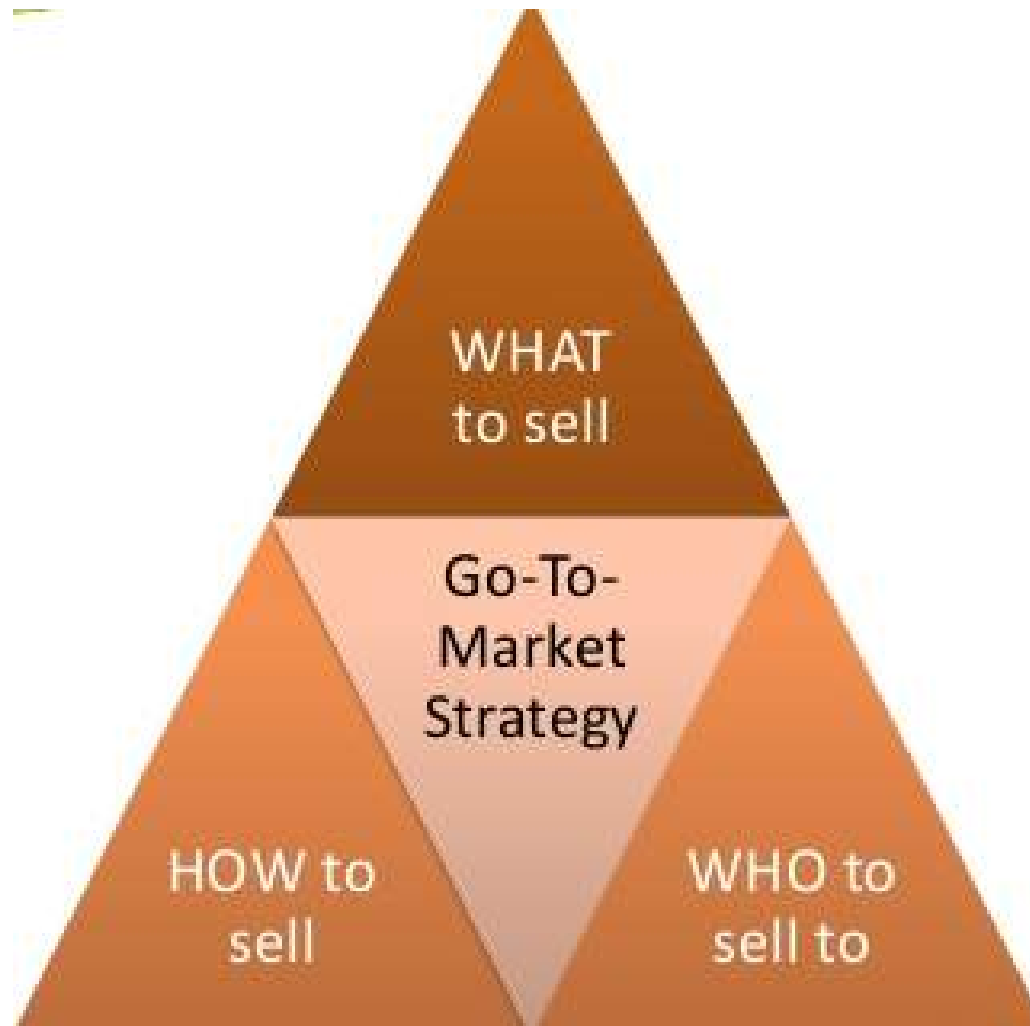 WHAT
to sell
Go-To-
Market
Strategy
HOW to
sell
WHO to
sell to